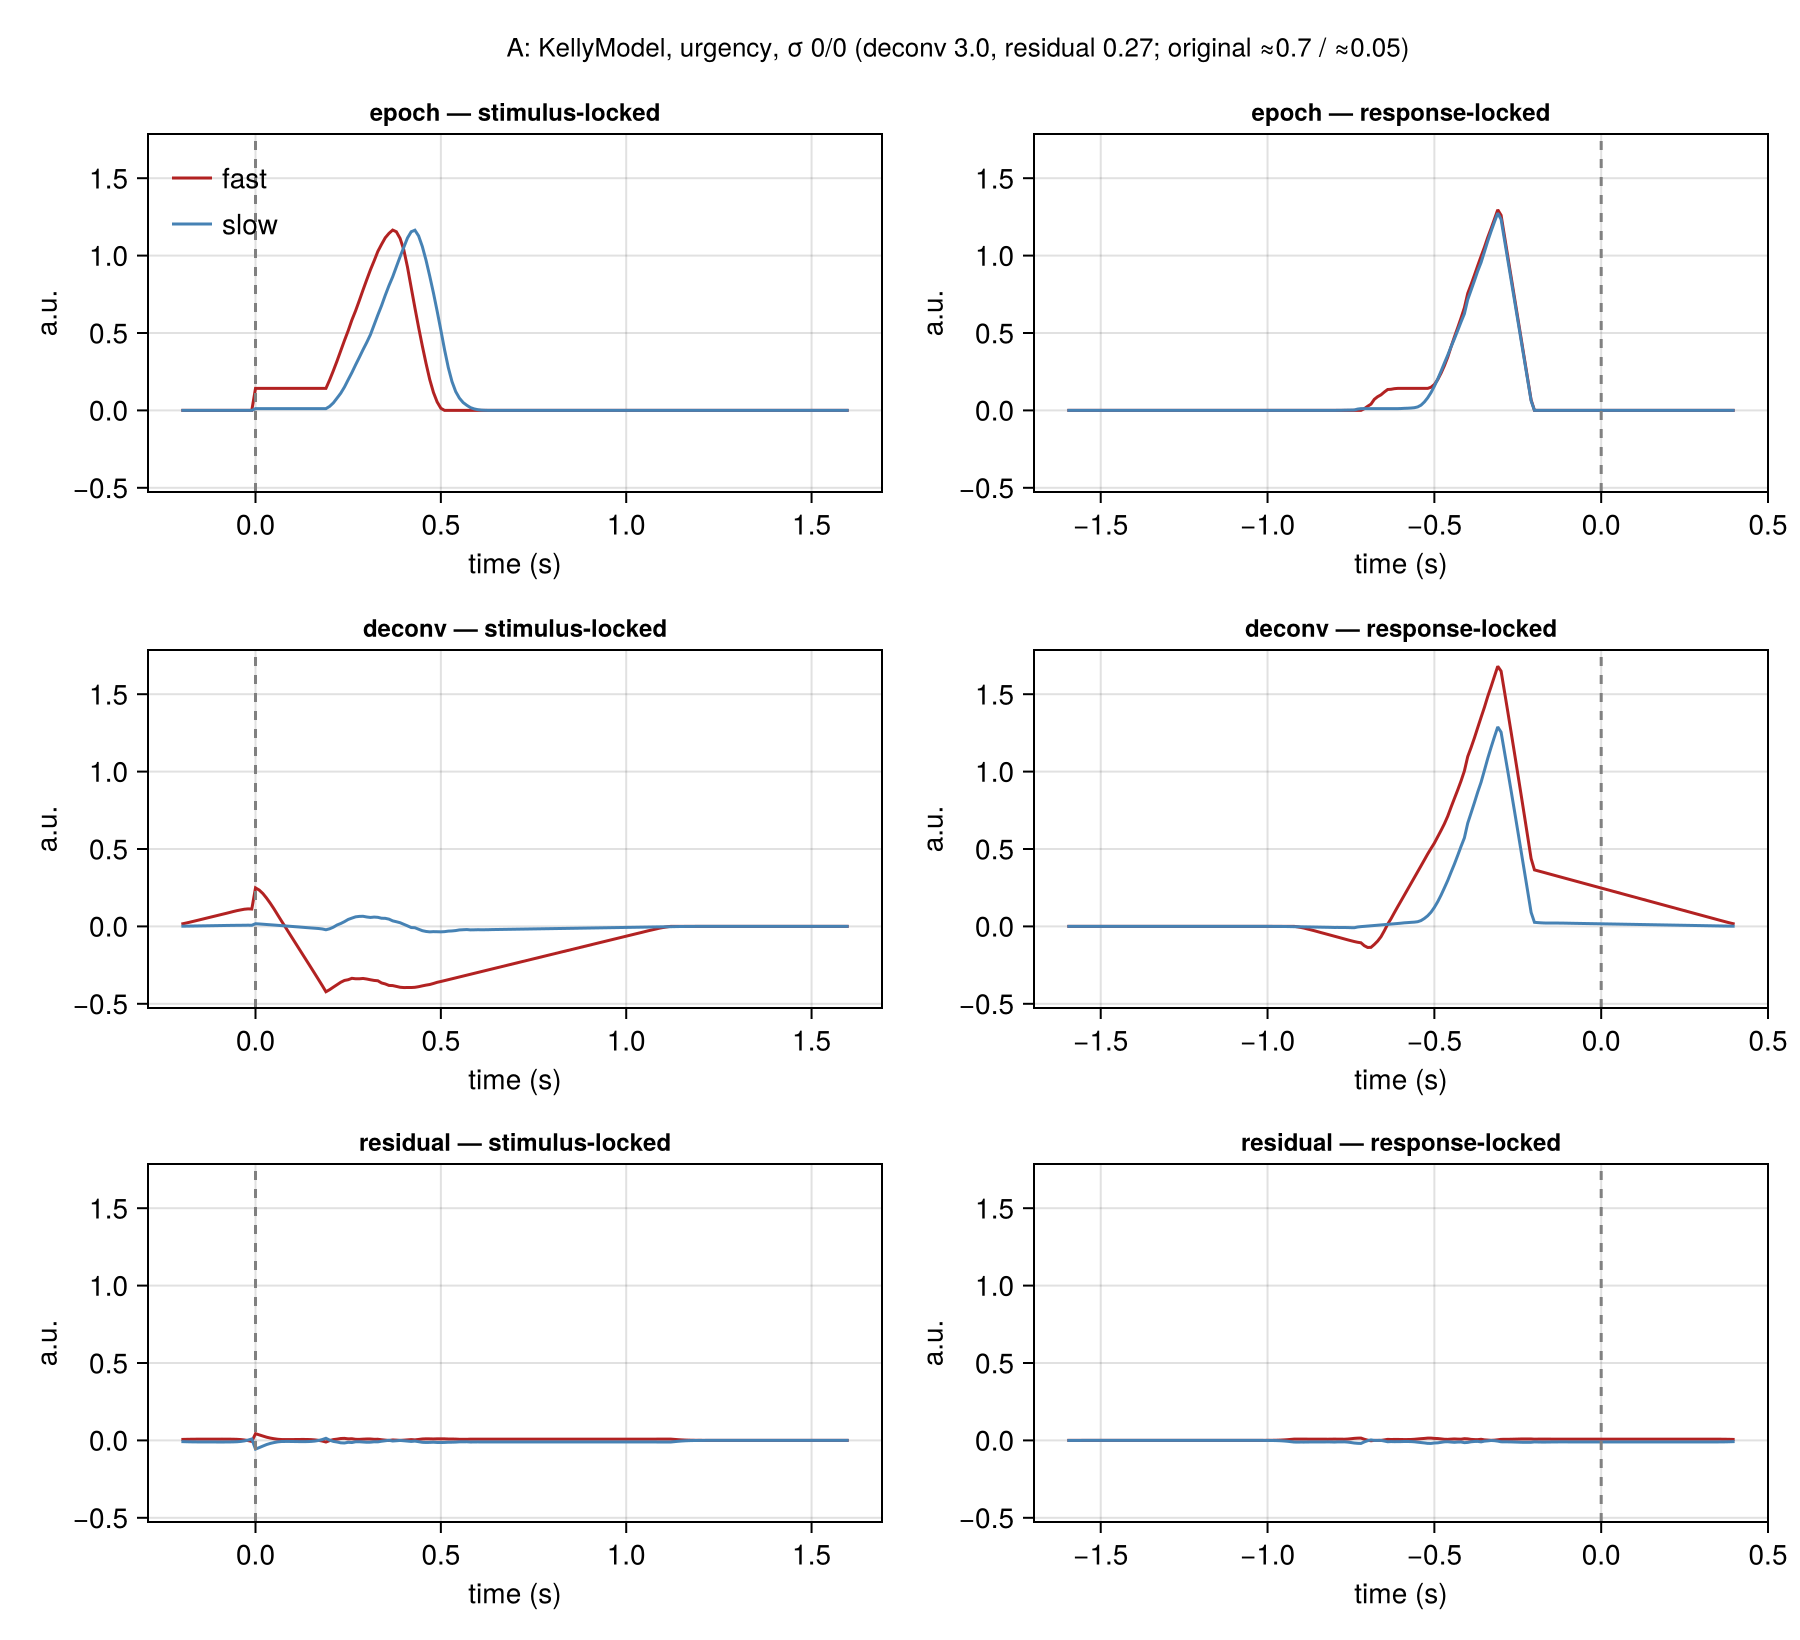 A: KellyModel, urgency, σ 0/0 (deconv 3.0, residual 0.27; original ≈0.7 / ≈0.05)
epoch — stimulus-locked
a.u.
1.5
1.0
0.5
0.0
−0.5
fast
slow
0.0 0.5 1.0 1.5
time (s)
epoch — response-locked
a.u.
1.5
1.0
0.5
0.0
−0.5
−1.5 −1.0 −0.5 0.0 0.5
time (s)
deconv — stimulus-locked
a.u.
1.5
1.0
0.5
0.0
−0.5
0.0 0.5 1.0 1.5
time (s)
deconv — response-locked
a.u.
1.5
1.0
0.5
0.0
−0.5
−1.5 −1.0 −0.5 0.0 0.5
time (s)
residual — stimulus-locked
a.u.
1.5
1.0
0.5
0.0
−0.5
0.0 0.5 1.0 1.5
time (s)
residual — response-locked
a.u.
1.5
1.0
0.5
0.0
−0.5
−1.5 −1.0 −0.5 0.0 0.5
time (s)